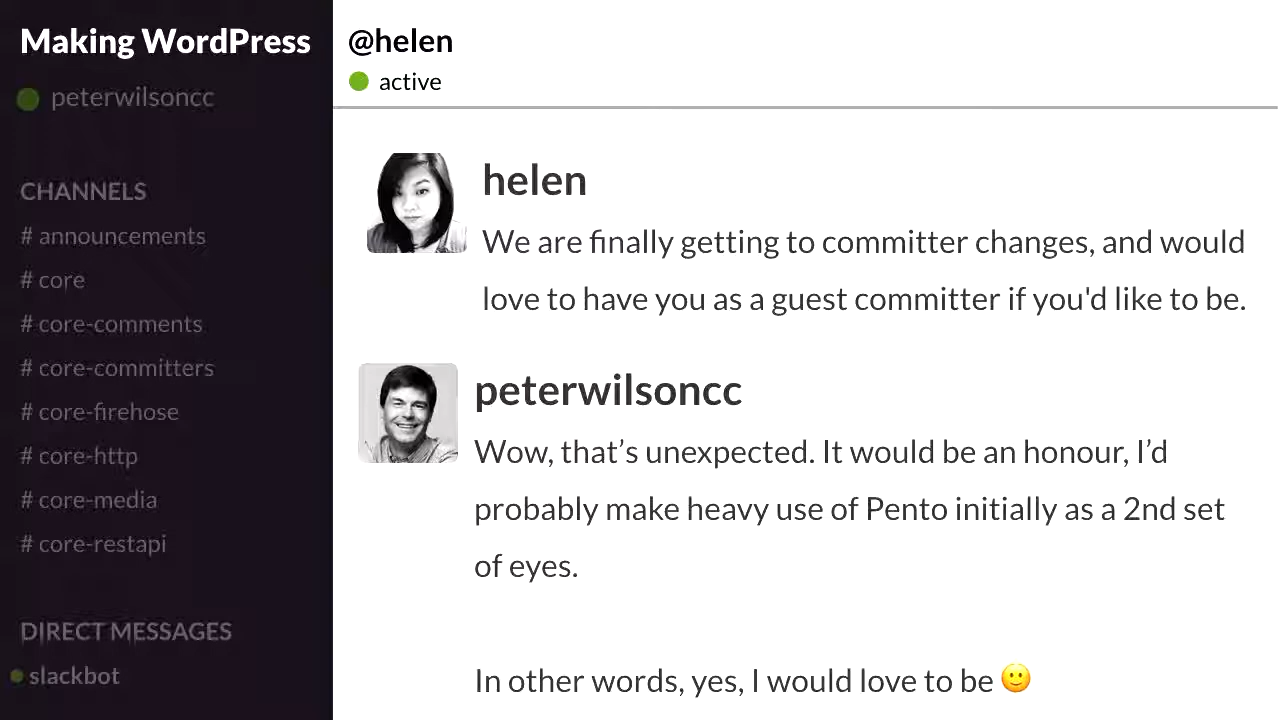 Making WordPress
peterwilsoncc
CHANNELS
# announcements
# core
# core-comments
# core-committers
# core-firehose
# core-http
# core-media
# core-restapi
DIRECT MESSAGES
slackbot
@helen
active
helen
We are finally getting to committer changes, and would
love to have you as a guest committer if you'd like to be.
peterwilsoncc
Wow, that’s unexpected. It would be an honour, I’d
probably make heavy use of Pento initially as a 2nd set
of eyes.
In other words, yes, I would love to be 🙂